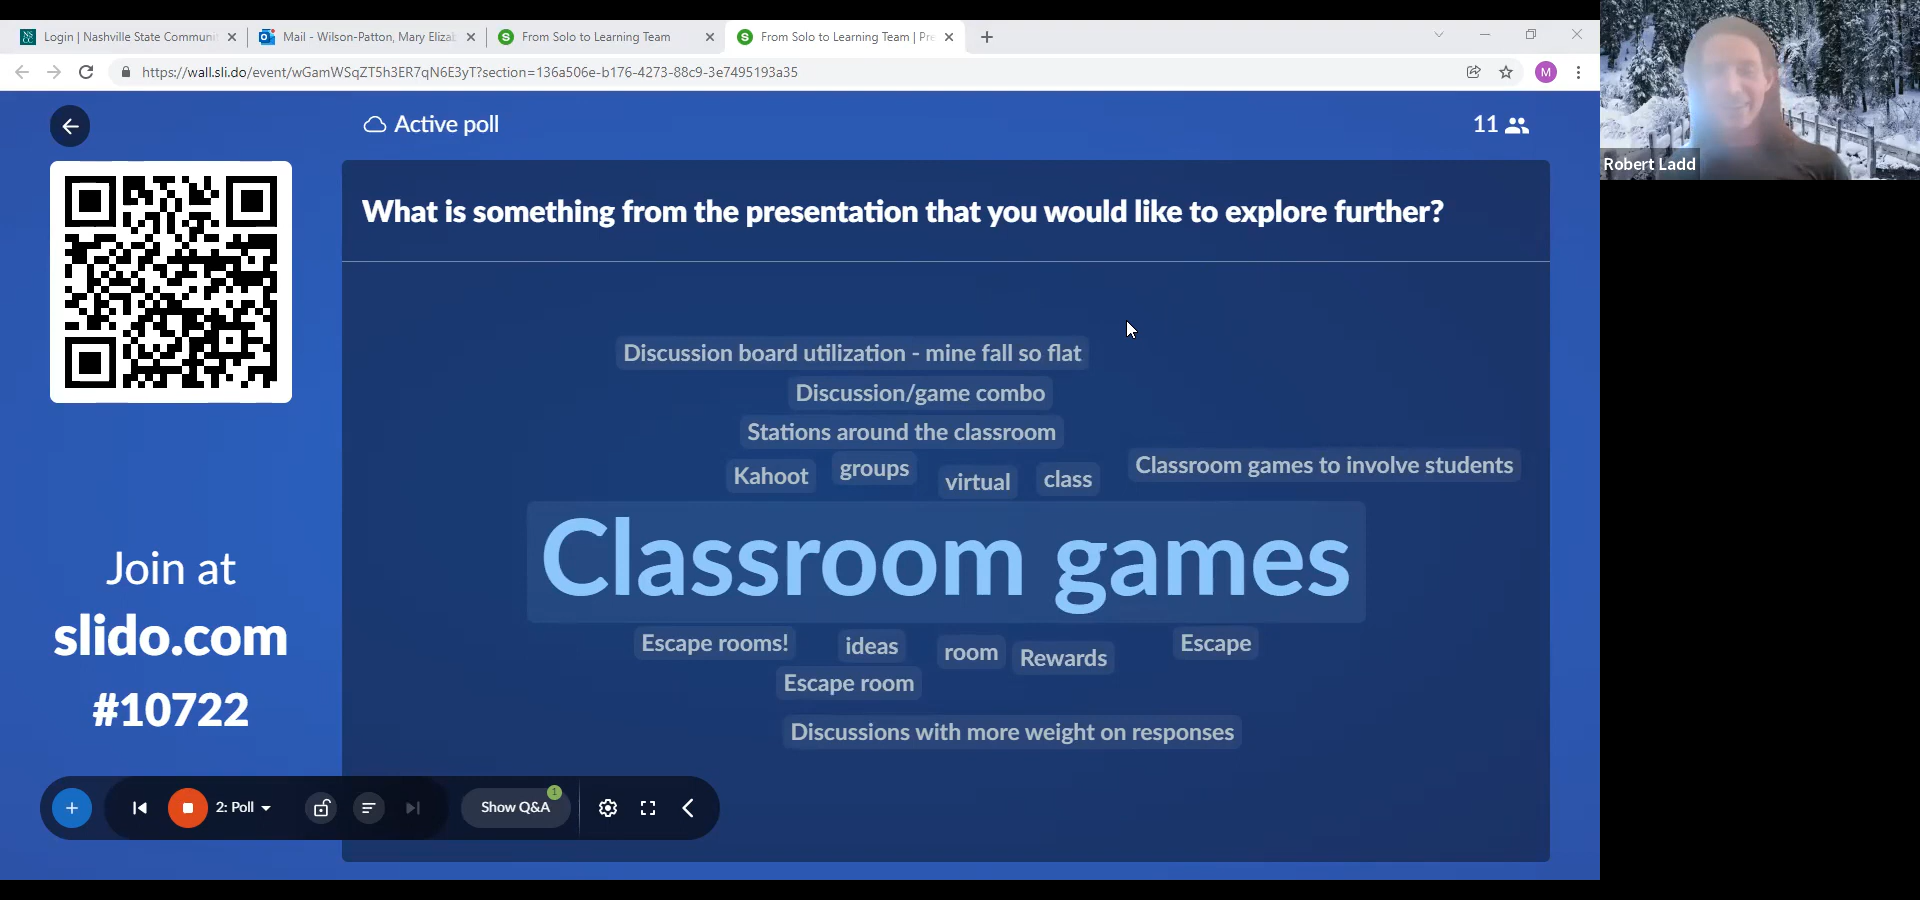 Login | Nashville State Commun
Mail - Wilson-Patton, Mary Eliza
From Solo to Learning Team
From Solo to Learning Team | Pre
https://wall.sli.do/event/wGamWSqZT5h3ER7qN6E3yT?section=136a506e-b176-4273-88c9-3e7495193a35
M
Robert Ladd
Active poll
11
What is something from the presentation that you would like to explore further?
Discussion board utilization - mine fall so flat
Discussion/game combo
Stations around the classroom
Kahoot groups virtual class Classroom games to involve students
Classroom games
Escape rooms! ideas room Rewards Escape
Escape room
Discussions with more weight on responses
Join at
slido.com
#10722
2: Poll
Show Q&A
1